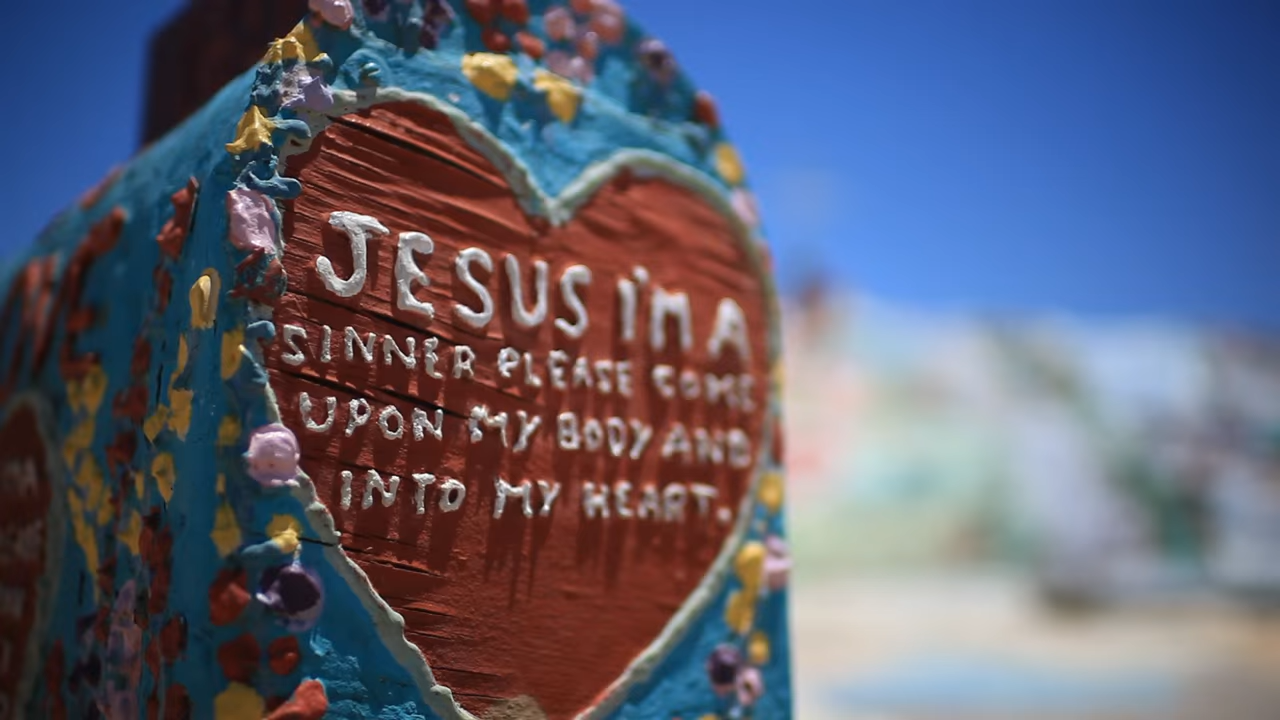 JESUS I'M A
SINNER PLEASE COME
UPON MY BODY AND
INTO MY HEART.